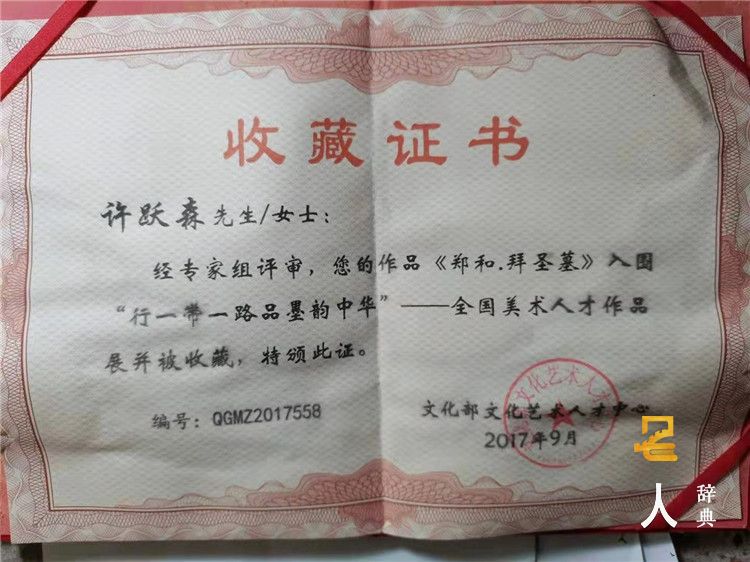 收藏证书
许跃森先生/女士：
经专家组评审，您的作品《郑和.拜圣墓》入围
“行一带一路品墨韵中华”——全国美术人才作品
展并被收藏，特颁此证。
编号：QGMZ2017558
文化部文化艺术人才中心
2017年9月
人
辞典